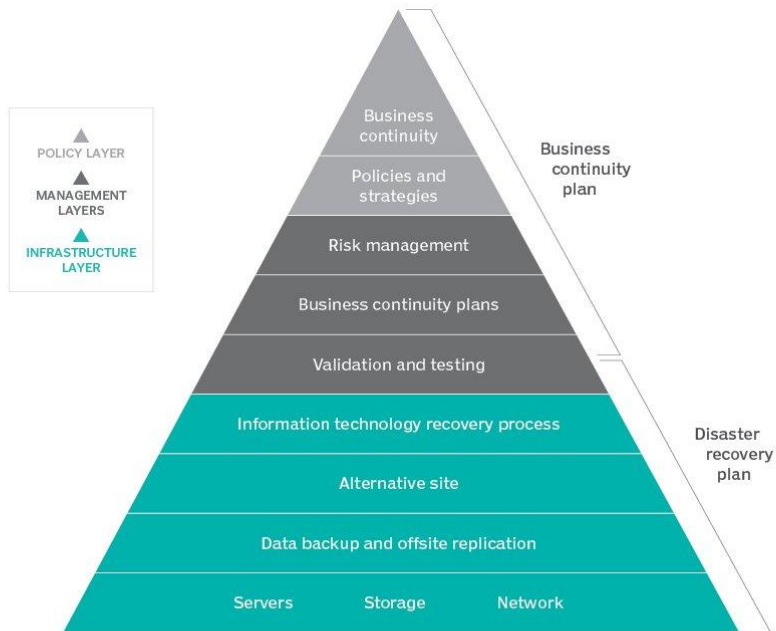 POLICY LAYER
MANAGEMENT
LAYERS
INFRASTRUCTURE
LAYER
Business
continuity
Policies and
strategies
Risk management
Business continuity plans
Validation and testing
Information technology recovery process
Alternative site
Data backup and offsite replication
Servers Storage Network
Business
continuity
plan
Disaster
recovery
plan